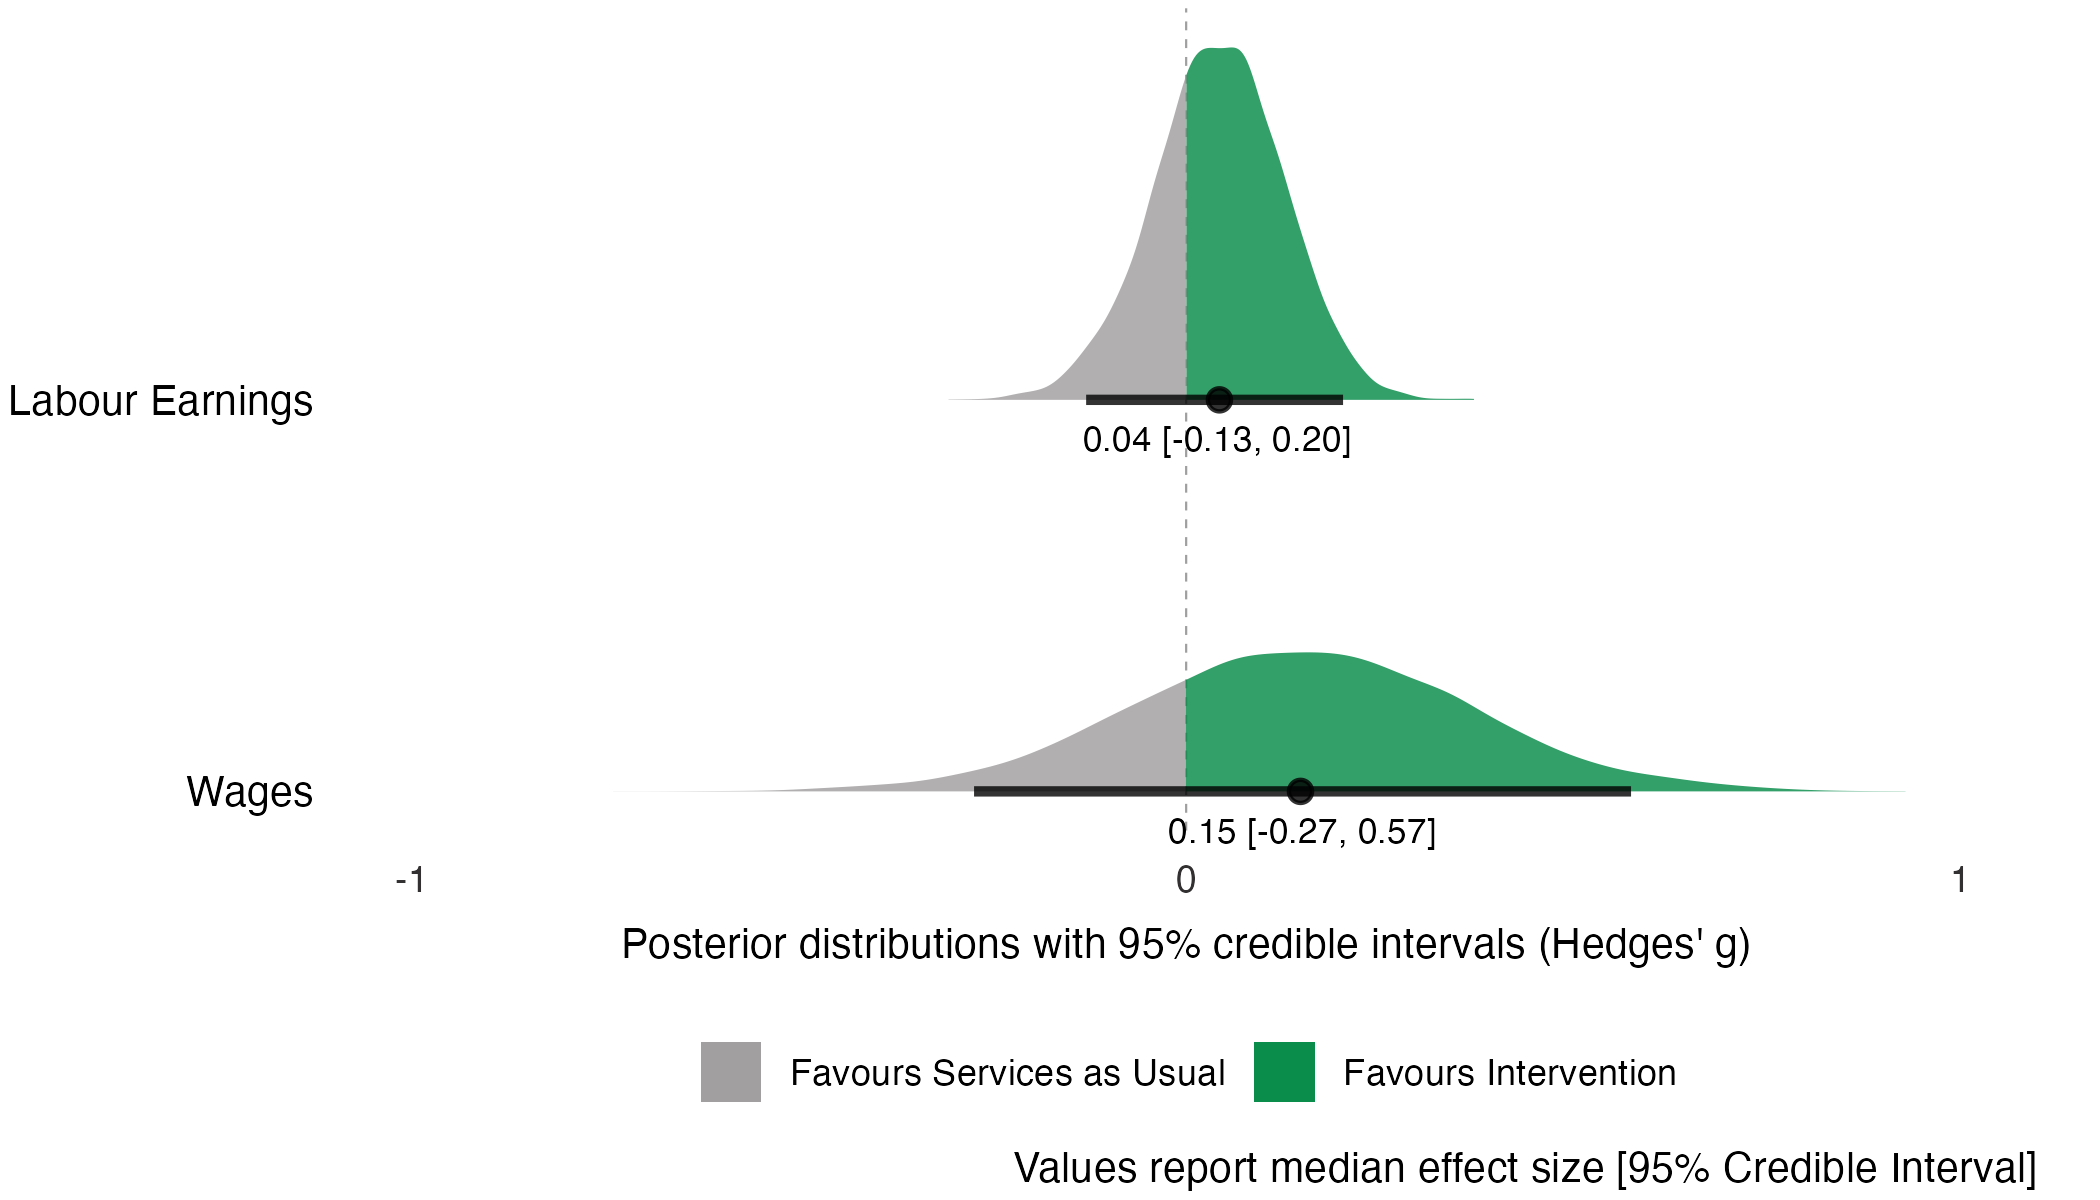 Labour Earnings
0.04 [-0.13, 0.20]
Wages
0.15 [-0.27, 0.57]
-1 0 1
Posterior distributions with 95% credible intervals (Hedges' g)
Favours Services as Usual Favours Intervention
Values report median effect size [95% Credible Interval]